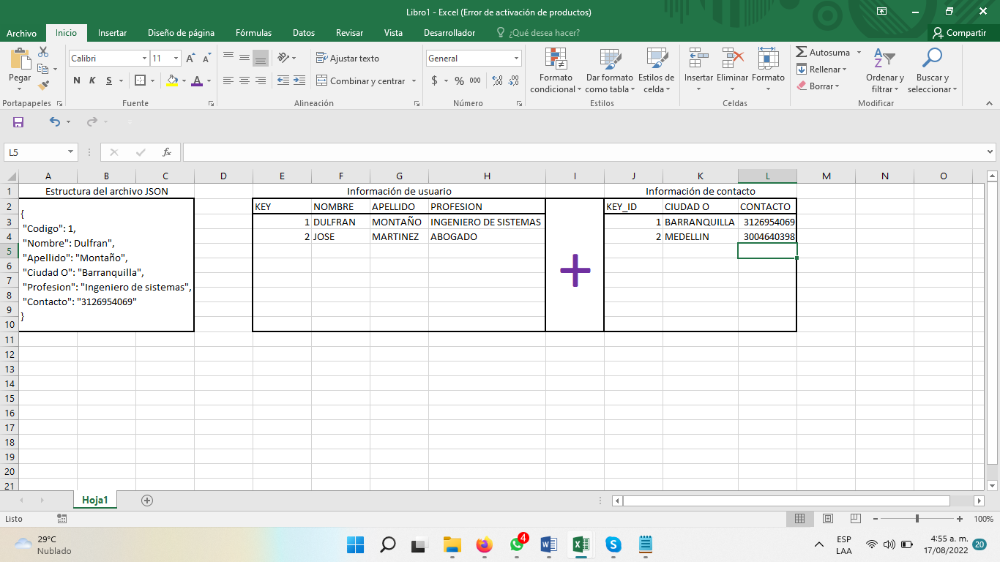 Libro1 - Excel (Error de activación de productos)
Archivo Inicio Insertar Diseño de página Fórmulas Datos Revisar Vista Desarrollador ¿Qué desea hacer? Compartir
Pegar
Portapapeles
Calibri 11
N K S
Fuente
Ajustar texto
Combinar y centrar
Alineación
General
$ % 000
Número
Formato condicional
Dar formato como tabla
Estilos de celda
Estilos
Insertar Eliminar Formato
Celdas
Autosuma
Rellenar
Borrar
Ordenar y filtrar
Buscar y seleccionar
Modificar
L5 fx
A B C D E F G H I J K L M N O
1 Estructura del archivo JSON Información de usuario Información de contacto
2 KEY NOMBRE APELLIDO PROFESION KEY_ID CIUDAD O CONTACTO
3 1 DULFRAN MONTAÑO INGENIERO DE SISTEMAS 1 BARRANQUILLA 3126954069
4 2 JOSE MARTINEZ ABOGADO 2 MEDELLIN 3004640398
{
"Codigo": 1,
"Nombre": Dulfran",
"Apellido": "Montaño",
"Ciudad O": "Barranquilla",
"Profesion": "Ingeniero de sistemas",
"Contacto": "3126954069"
}
+
5
6
7
8
9
10
11
12
13
14
15
16
17
18
19
20
21
Hoja1
Listo 100%
29°C
Nublado
4
ESP
LAA
4:55 a. m.
17/08/2022
20